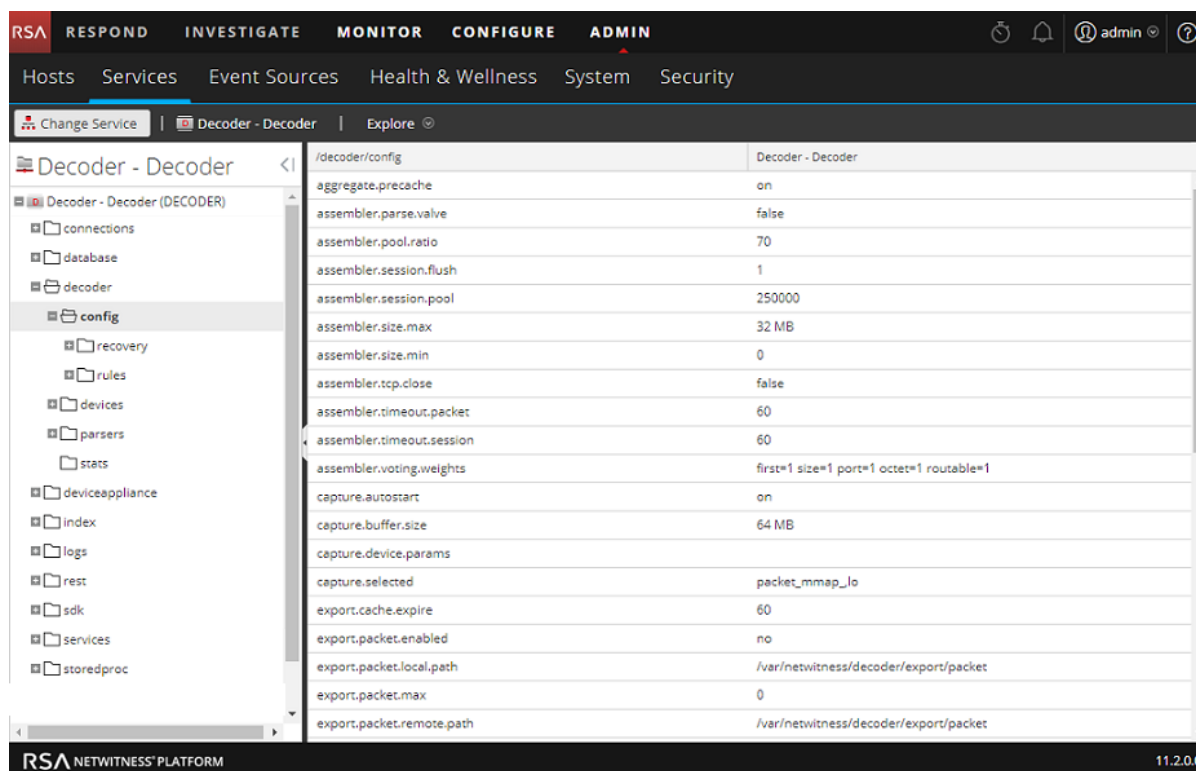 RSA RESPOND INVESTIGATE MONITOR CONFIGURE ADMIN admin
Hosts Services Event Sources Health & Wellness System Security
Change Service | Decoder - Decoder | Explore
Decoder - Decoder
Decoder - Decoder (DECODER)
connections
database
decoder
config
recovery
rules
devices
parsers
stats
deviceappliance
index
logs
rest
sdk
services
storedproc
/decoder/config Decoder - Decoder
aggregate.precache on
assembler.parse.valve false
assembler.pool.ratio 70
assembler.session.flush 1
assembler.session.pool 250000
assembler.size.max 32 MB
assembler.size.min 0
assembler.tcp.close false
assembler.timeout.packet 60
assembler.timeout.session 60
assembler.voting.weights first=1 size=1 port=1 octet=1 routable=1
capture.autostart on
capture.buffer.size 64 MB
capture.device.params
capture.selected packet_mmap_,lo
export.cache.expire 60
export.packet.enabled no
export.packet.local.path /var/netwitness/decoder/export/packet
export.packet.max 0
export.packet.remote.path /var/netwitness/decoder/export/packet
RSA NETWITNESS® PLATFORM 11.2.0.